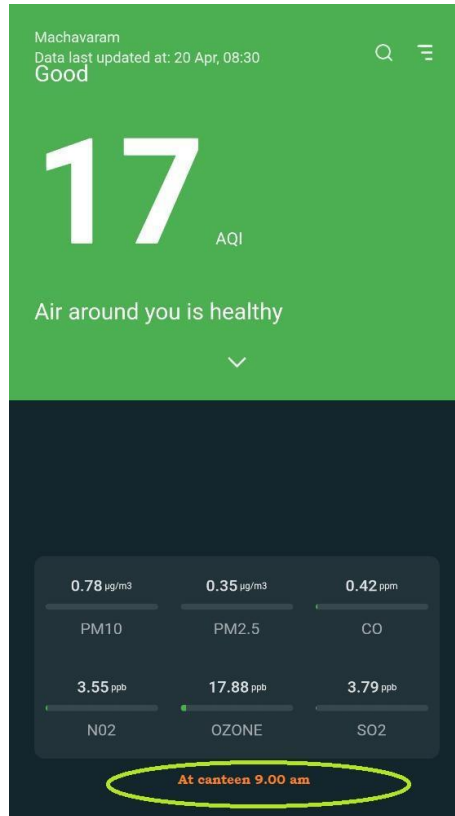 Machavaram
Data last updated at: 20 Apr, 08:30
Good
17 AQI
Air around you is healthy
0.78 µg/m3 0.35 µg/m3 0.42 ppm
PM10 PM2.5 CO
3.55 ppb 17.88 ppb 3.79 ppb
N02 OZONE SO2
At canteen 9.00 am